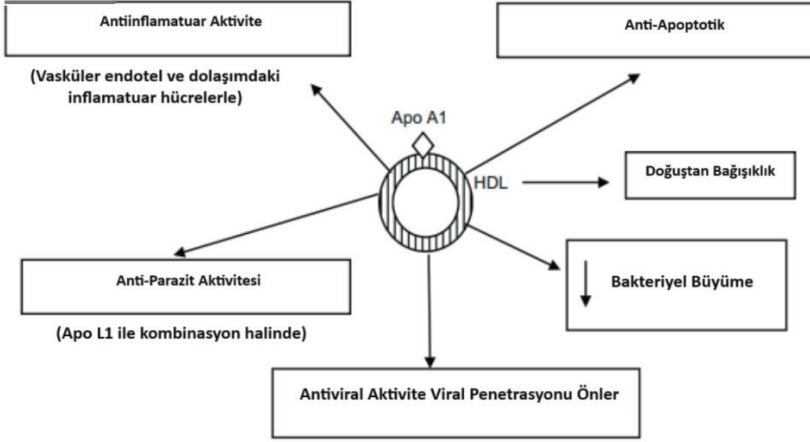 Antiinflamatuar Aktivite
(Vasküler endotel ve dolaşımdaki
inflamatuar hücrelerle)
Anti-Apoptotik
Apo A1
HDL
Doğuştan Bağışıklık
Anti-Parazit Aktivitesi
(Apo L1 ile kombinasyon halinde)
Bakteriyel Büyüme
Antiviral Aktivite Viral Penetrasyonu Önler